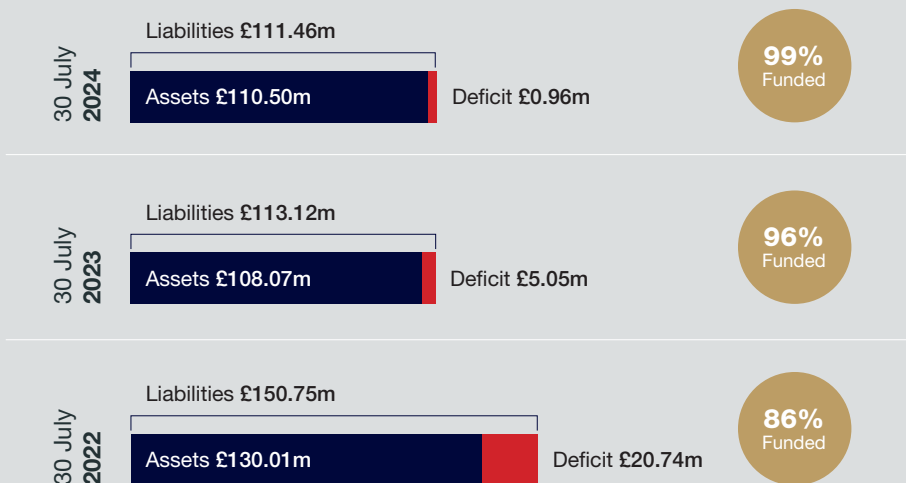 30 July
2024
Liabilities £111.46m
Assets £110.50m
Deficit £0.96m
99%
Funded
30 July
2023
Liabilities £113.12m
Assets £108.07m
Deficit £5.05m
96%
Funded
30 July
2022
Liabilities £150.75m
Assets £130.01m
Deficit £20.74m
86%
Funded